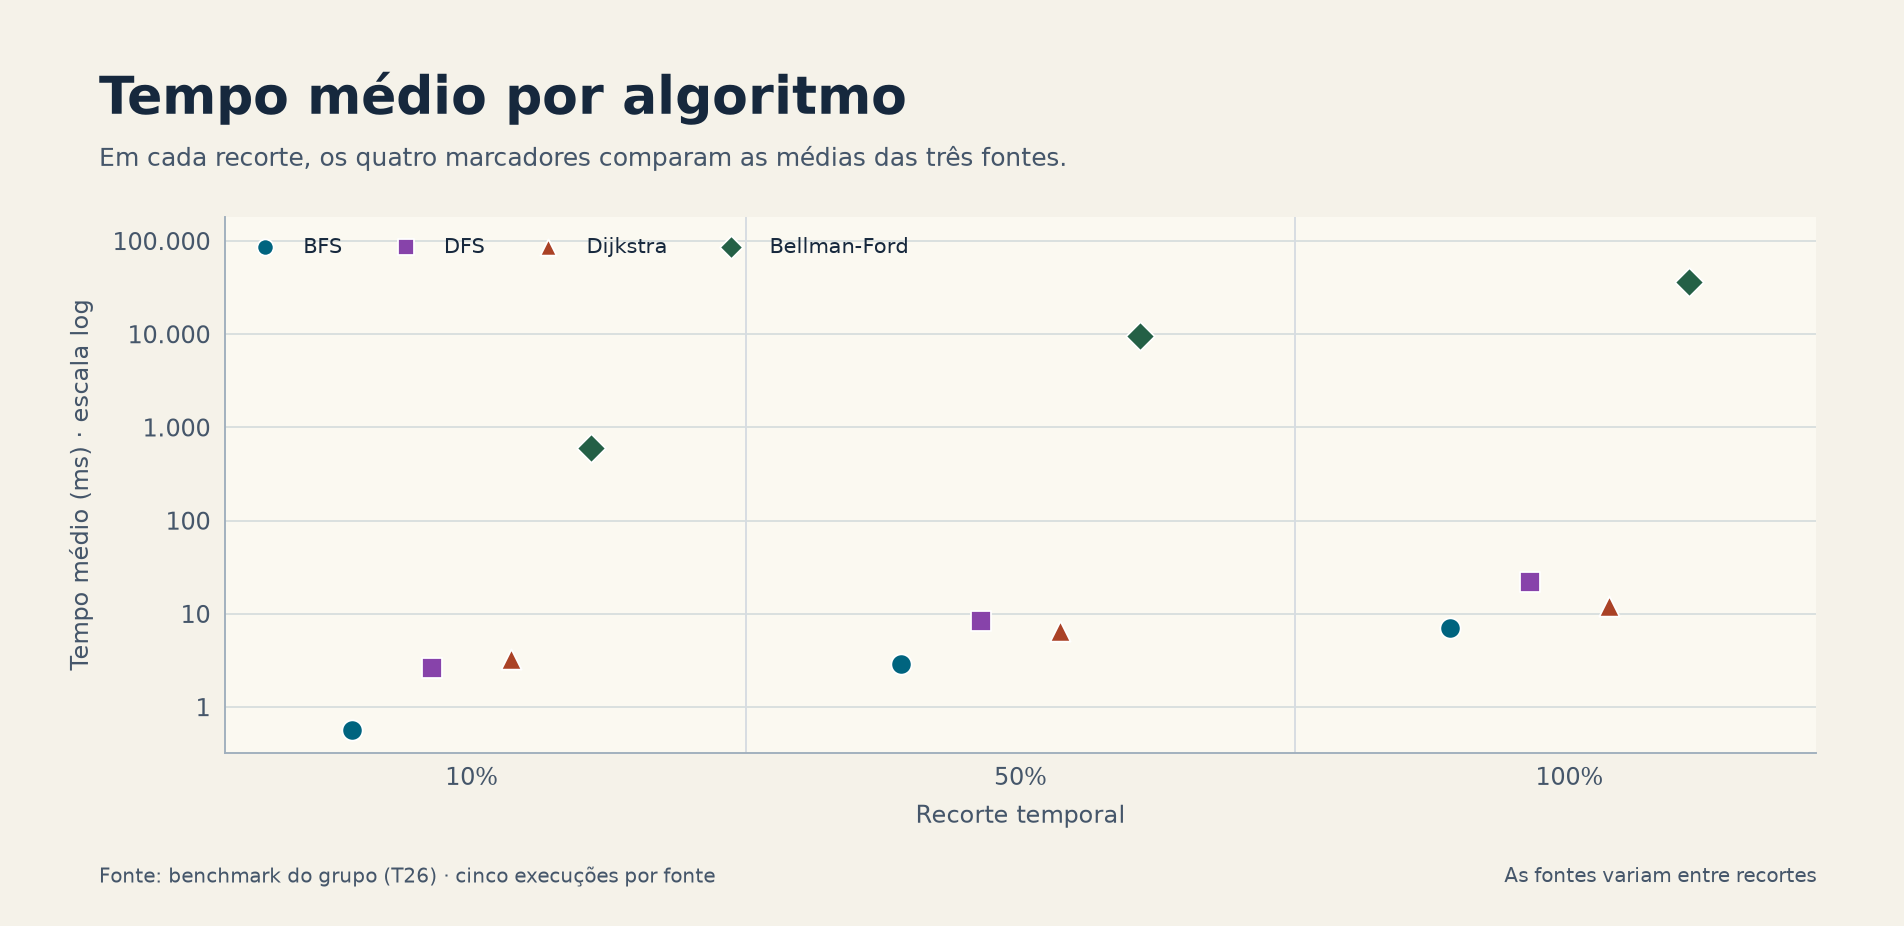 Tempo médio por algoritmo
Em cada recorte, os quatro marcadores comparam as médias das três fontes.
BFS DFS Dijkstra Bellman-Ford
Tempo médio (ms) · escala log
100.000
10.000
1.000
100
10
1
10% 50% 100%
Recorte temporal
Fonte: benchmark do grupo (T26) · cinco execuções por fonte
As fontes variam entre recortes